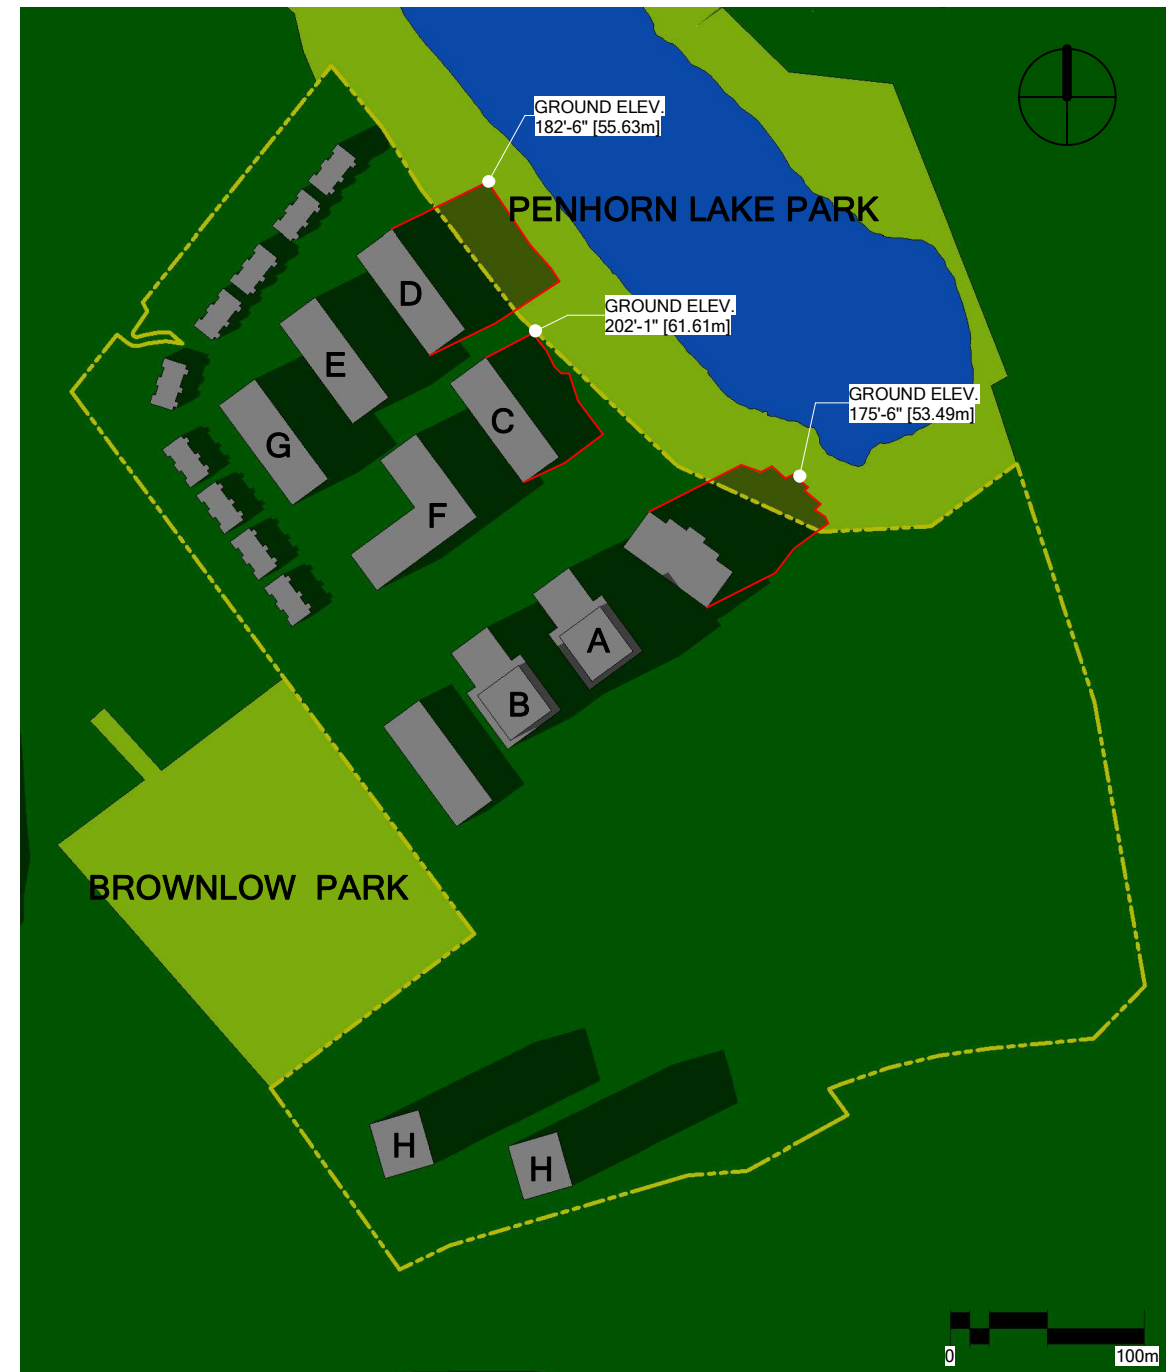 GROUND ELEV.
182'-6" [55.63m]
PENHORN LAKE PARK
D
GROUND ELEV.
202'-1" [61.61m]
E
GROUND ELEV.
175'-6" [53.49m]
C
G
F
A
B
BROWNLOW PARK
H
H
0
100m